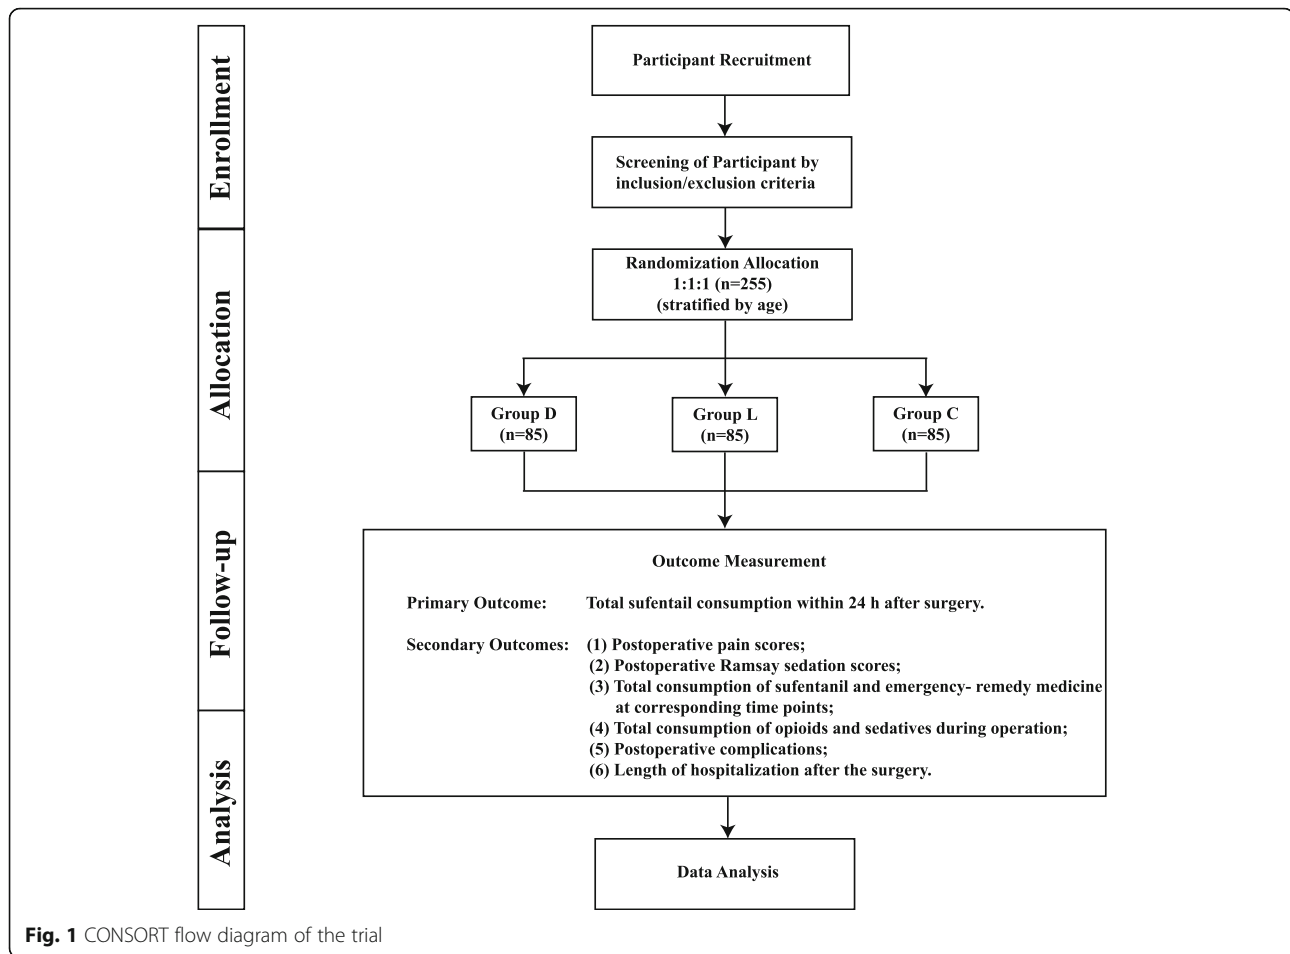 Enrollment
Participant Recruitment
Screening of Participant by
inclusion/exclusion criteria
Allocation
Randomization Allocation
1:1:1 (n=255)
(stratified by age)
Group D
(n=85)
Group L
(n=85)
Group C
(n=85)
Follow-up
Outcome Measurement
Primary Outcome: Total sufentail consumption within 24 h after surgery.
Secondary Outcomes: (1) Postoperative pain scores;
(2) Postoperative Ramsay sedation scores;
(3) Total consumption of sufentanil and emergency- remedy medicine
at corresponding time points;
(4) Total consumption of opioids and sedatives during operation;
(5) Postoperative complications;
(6) Length of hospitalization after the surgery.
Analysis
Data Analysis
Fig. 1 CONSORT flow diagram of the trial